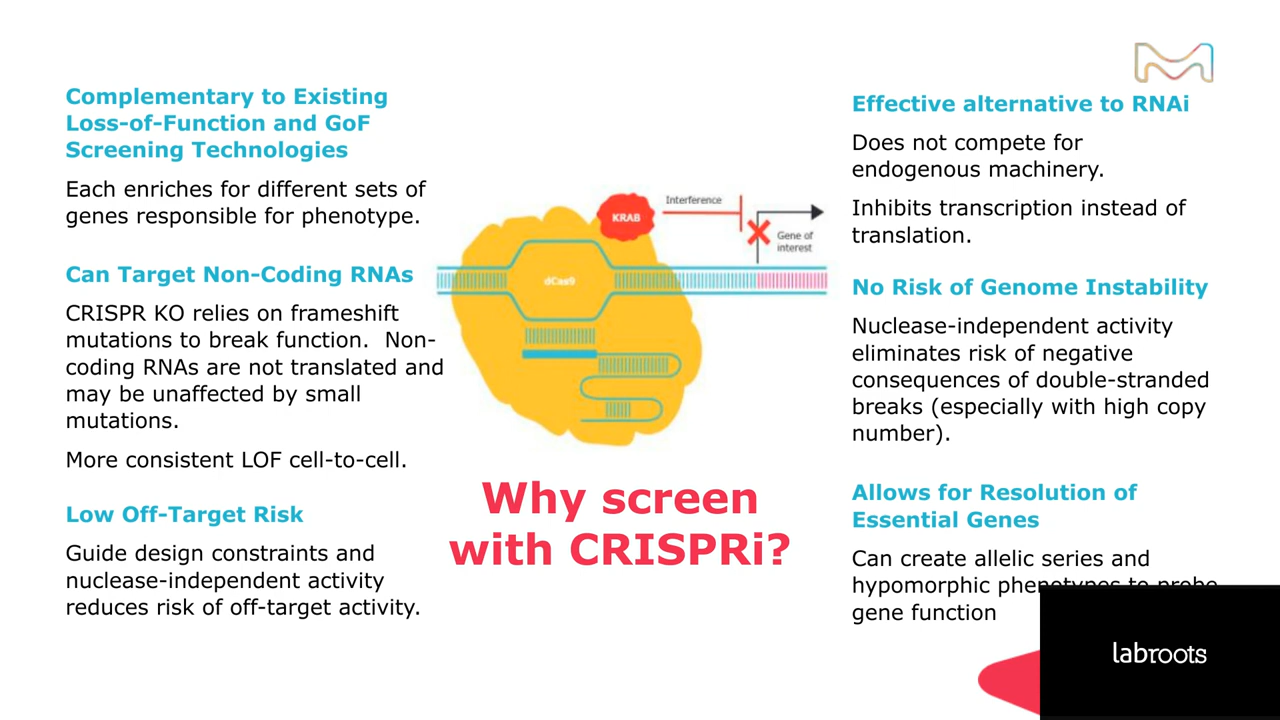 Complementary to Existing
Loss-of-Function and GoF
Screening Technologies
Each enriches for different sets of
genes responsible for phenotype.
Can Target Non-Coding RNAs
CRISPR KO relies on frameshift
mutations to break function.  Non-
coding RNAs are not translated and
may be unaffected by small
mutations.
More consistent LOF cell-to-cell.
Low Off-Target Risk
Guide design constraints and
nuclease-independent activity
reduces risk of off-target activity.
KRAB
Interference
Gene of
interest
dCas9
Why screen
with CRISPRi?
Effective alternative to RNAi
Does not compete for
endogenous machinery.
Inhibits transcription instead of
translation.
No Risk of Genome Instability
Nuclease-independent activity
eliminates risk of negative
consequences of double-stranded
breaks (especially with high copy
number).
Allows for Resolution of
Essential Genes
Can create allelic series and
hypomorphic phenotypes to probe
gene function
labroots